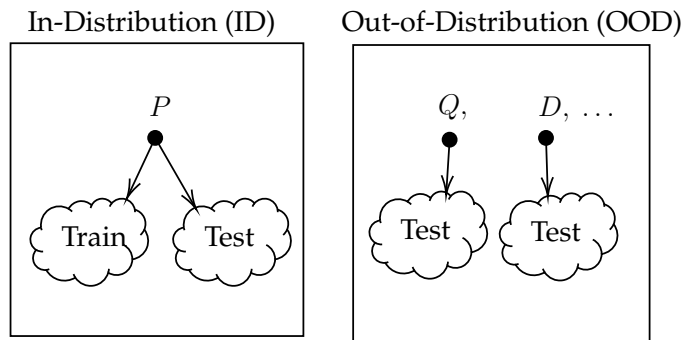 In-Distribution (ID)
Out-of-Distribution (OOD)
P
Q,
D, ...
Train
Test
Test
Test